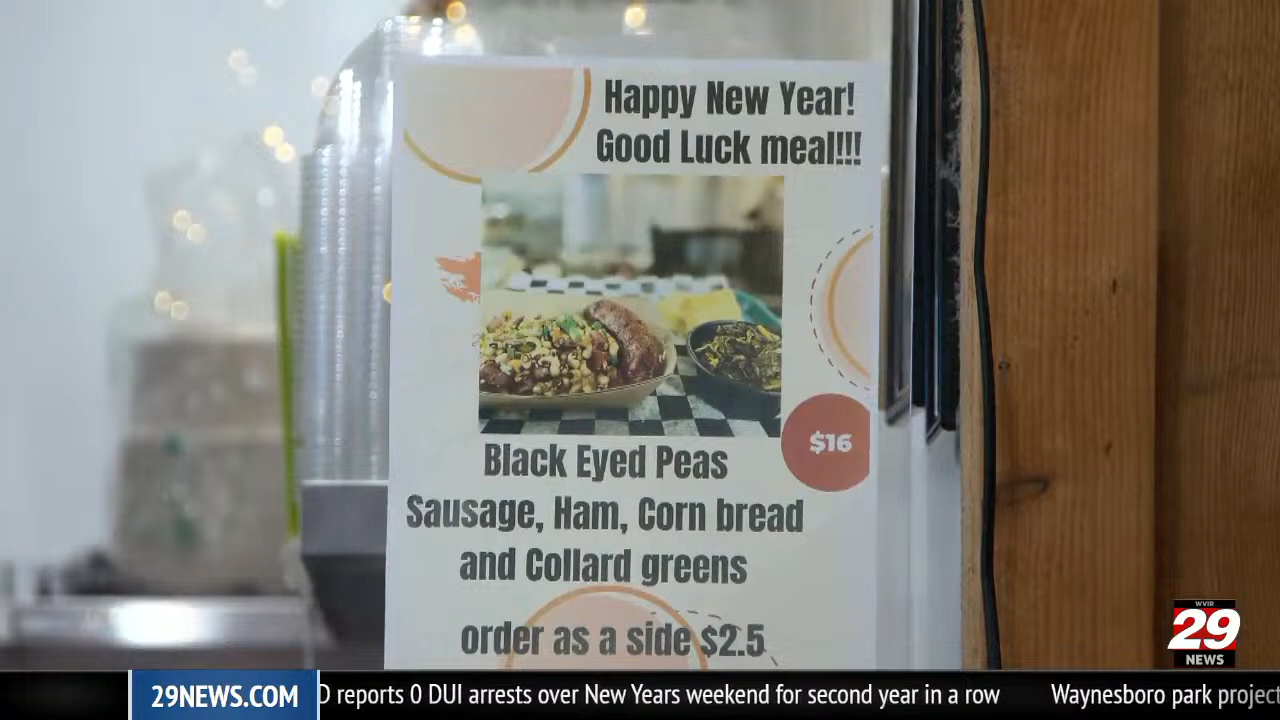 Happy New Year!
Good Luck meal!!!
$16
Black Eyed Peas
Sausage, Ham, Corn bread
and Collard greens
order as a side $2.5
WVIR
29
NEWS
29NEWS.COM
D reports 0 DUI arrests over New Years weekend for second year in a row
Waynesboro park project